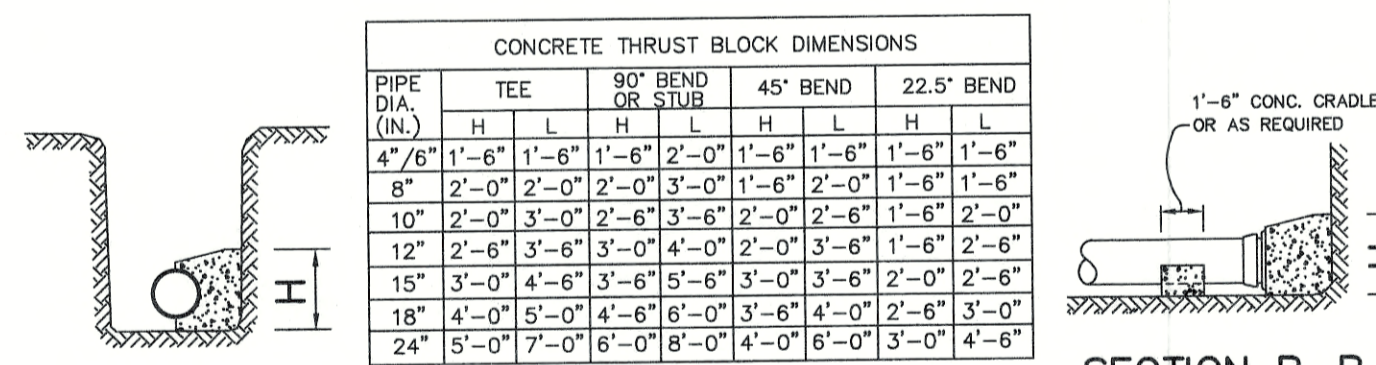 CONCRETE THRUST BLOCK DIMENSIONS
PIPE DIA. (IN.) TEE 90° BEND OR STUB 45° BEND 22.5° BEND
H L H L H L H L
4"/6" 1'-6" 1'-6" 1'-6" 2'-0" 1'-6" 1'-6" 1'-6" 1'-6"
8" 2'-0" 2'-0" 2'-0" 3'-0" 1'-6" 2'-0" 1'-6" 1'-6"
10" 2'-0" 3'-0" 2'-6" 3'-6" 2'-0" 2'-6" 1'-6" 2'-0"
12" 2'-6" 3'-6" 3'-0" 4'-0" 2'-0" 3'-6" 1'-6" 2'-6"
15" 3'-0" 4'-6" 3'-6" 5'-6" 3'-0" 3'-6" 2'-0" 2'-6"
18" 4'-0" 5'-0" 4'-6" 6'-0" 3'-6" 4'-0" 2'-6" 3'-0"
24" 5'-0" 7'-0" 6'-0" 8'-0" 4'-0" 6'-0" 3'-0" 4'-6"
H
1'-6" CONC. CRADLE
OR AS REQUIRED